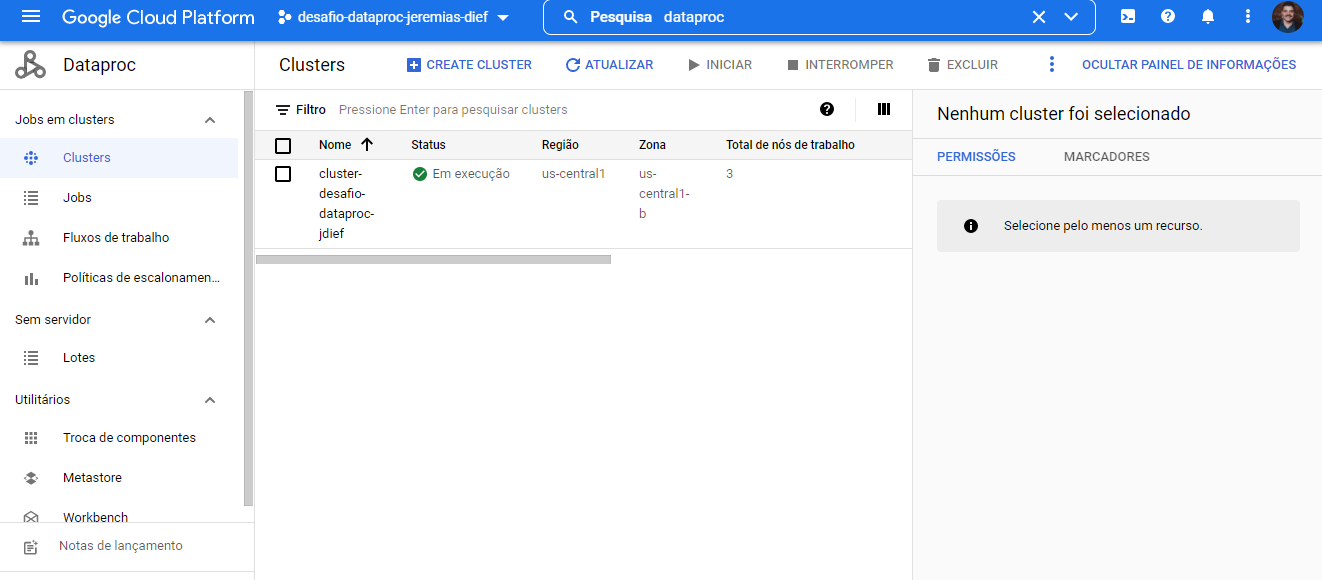 Google Cloud Platform
desafio-dataproc-jeremias-dief
Pesquisa dataproc
Dataproc
Clusters
CREATE CLUSTER
ATUALIZAR
INICIAR
INTERROMPER
EXCLUIR
OCULTAR PAINEL DE INFORMAÇÕES
Jobs em clusters
Clusters
Jobs
Fluxos de trabalho
Políticas de escalonamen...
Sem servidor
Lotes
Utilitários
Troca de componentes
Metastore
Workbench
Notas de lançamento
Filtro Pressione Enter para pesquisar clusters
Nome Status Região Zona Total de nós de trabalho
cluster-
desafio-
dataproc-
jdief
Em execução
us-central1
us-
central1-
b
3
Nenhum cluster foi selecionado
PERMISSÕES MARCADORES
Selecione pelo menos um recurso.